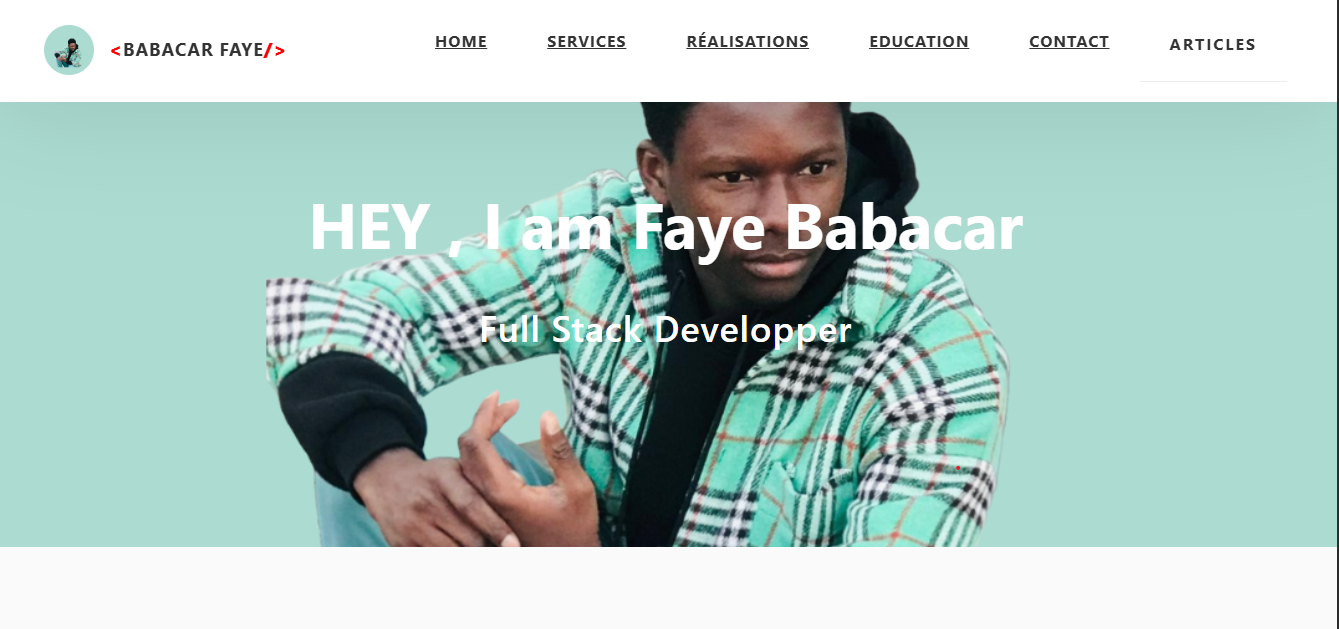 <BABACAR FAYE/>
HOME SERVICES RÉALISATIONS EDUCATION CONTACT ARTICLES
HEY , I am Faye Babacar
Full Stack Developper